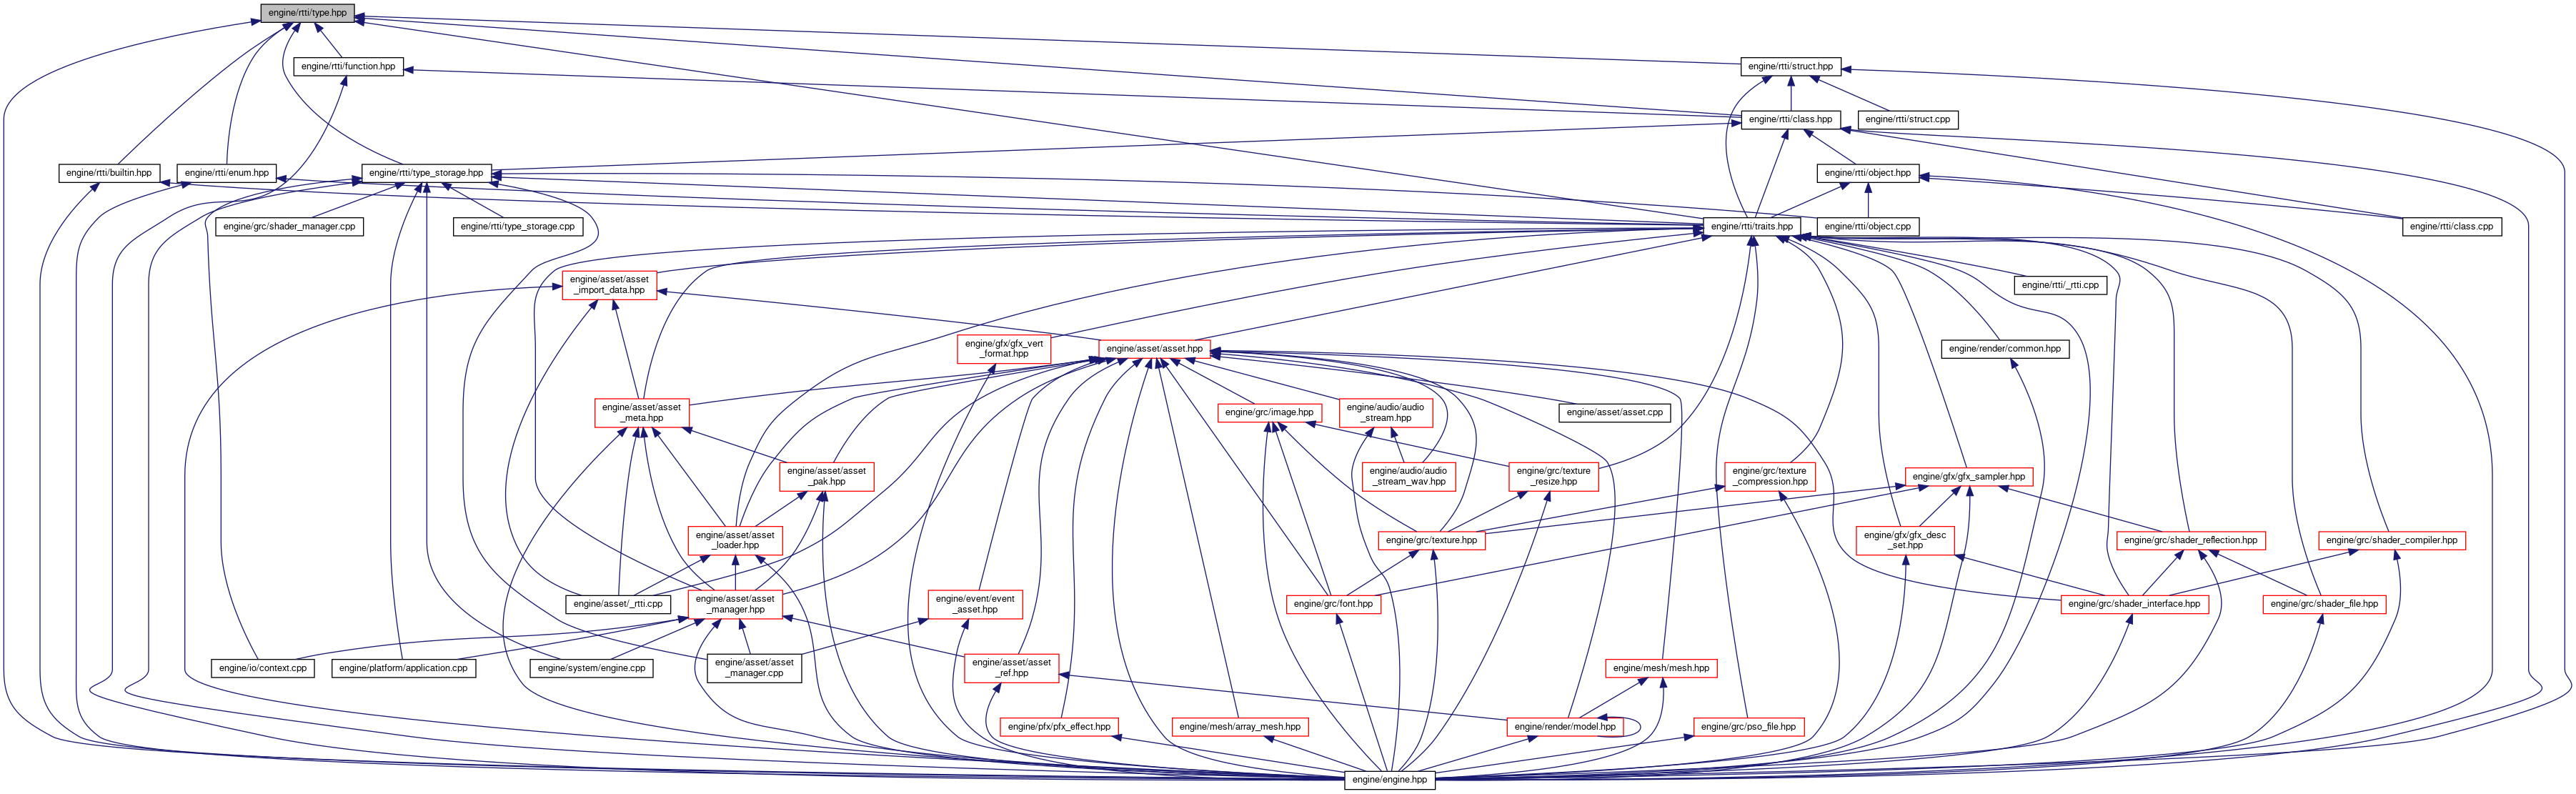 engine/rtti/type.hpp
engine/rtti/function.hpp
engine/rtti/struct.hpp
engine/rtti/class.hpp
engine/rtti/struct.cpp
engine/rtti/builtin.hpp
engine/rtti/enum.hpp
engine/rtti/type_storage.hpp
engine/rtti/object.hpp
engine/grc/shader_manager.cpp
engine/rtti/type_storage.cpp
engine/rtti/traits.hpp
engine/rtti/object.cpp
engine/rtti/class.cpp
engine/asset/asset
_import_data.hpp
engine/rtti/_rtti.cpp
engine/gfx/gfx_vert
_format.hpp
engine/asset/asset.hpp
engine/render/common.hpp
engine/asset/asset
_meta.hpp
engine/grc/image.hpp
engine/audio/audio
_stream.hpp
engine/asset/asset.cpp
engine/asset/asset
_pak.hpp
engine/audio/audio
_stream_wav.hpp
engine/grc/texture
_resize.hpp
engine/grc/texture
_compression.hpp
engine/gfx/gfx_sampler.hpp
engine/asset/asset
_loader.hpp
engine/grc/texture.hpp
engine/gfx/gfx_desc
_set.hpp
engine/grc/shader_reflection.hpp
engine/grc/shader_compiler.hpp
engine/asset/_rtti.cpp
engine/asset/asset
_manager.hpp
engine/event/event
_asset.hpp
engine/grc/font.hpp
engine/grc/shader_interface.hpp
engine/grc/shader_file.hpp
engine/io/context.cpp
engine/platform/application.cpp
engine/system/engine.cpp
engine/asset/asset
_manager.cpp
engine/asset/asset
_ref.hpp
engine/mesh/mesh.hpp
engine/pfx/pfx_effect.hpp
engine/mesh/array_mesh.hpp
engine/render/model.hpp
engine/grc/pso_file.hpp
engine/engine.hpp